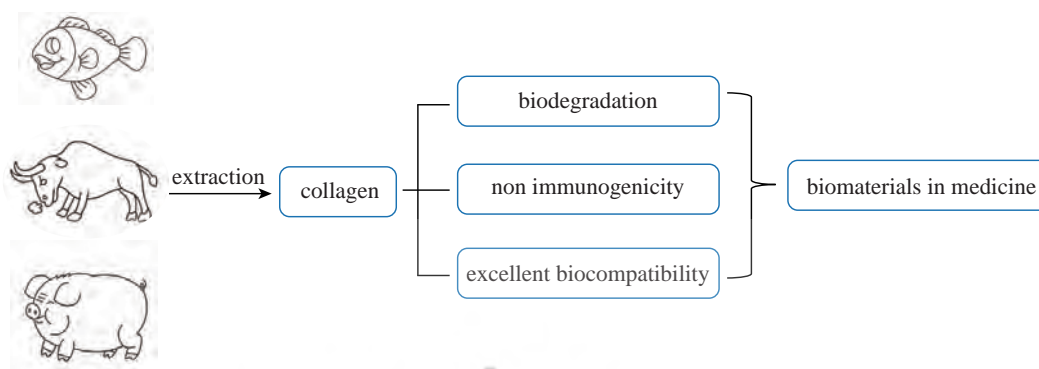 biodegradation
extraction
collagen
non immunogenicity
biomaterials in medicine
excellent biocompatibility